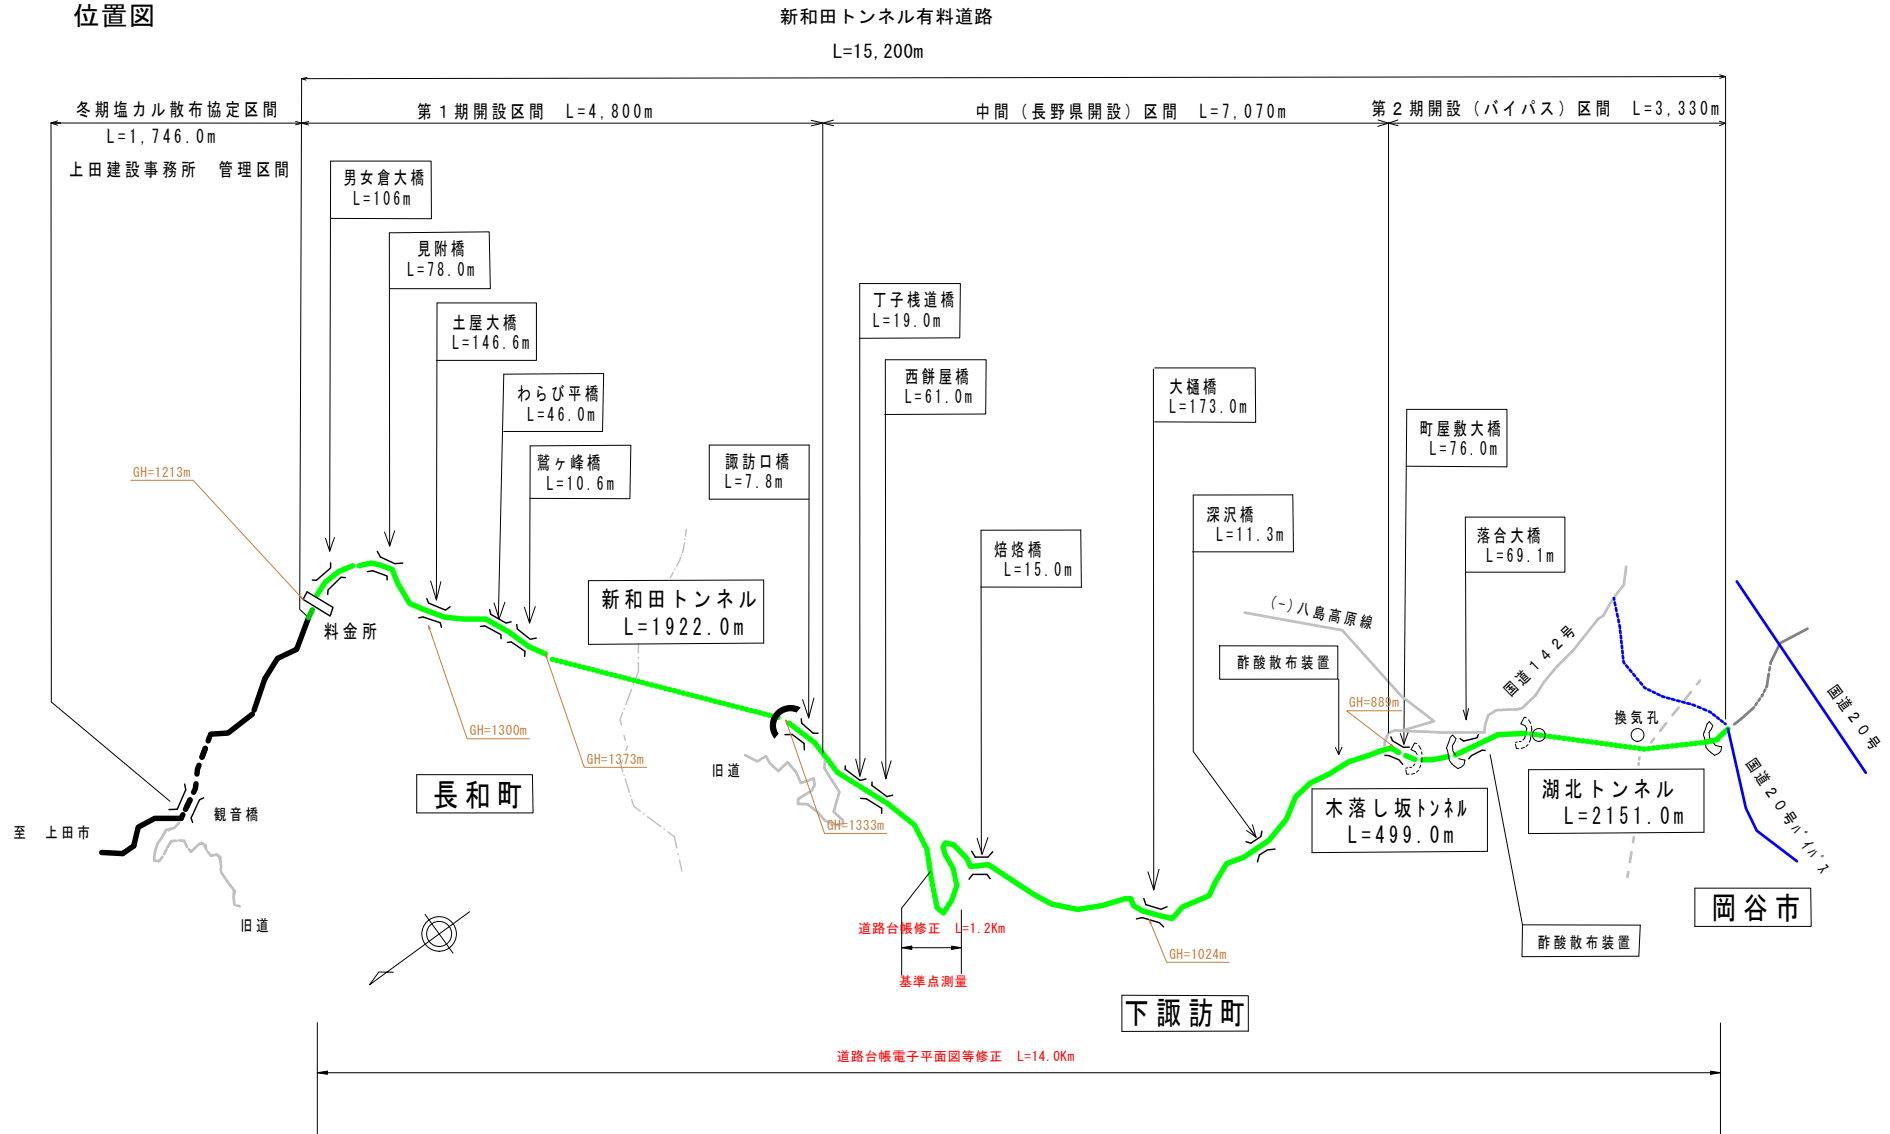 位置図
新和田トンネル有料道路
L=15,200m
冬期塩カル散布協定区間
L=1,746.0m
上田建設事務所　管理区間
第１期開設区間　L=4,800m
中間（長野県開設）区間　L=7,070m
第２期開設（バイパス）区間　L=3,330m
男女倉大橋
L=106m
見附橋
L=78.0m
土屋大橋
L=146.6m
わらび平橋
L=46.0m
鷲ヶ峰橋
L=10.6m
諏訪口橋
L=7.8m
丁子桟道橋
L=19.0m
西餅屋橋
L=61.0m
焙烙橋
L=15.0m
大樋橋
L=173.0m
深沢橋
L=11.3m
町屋敷大橋
L=76.0m
落合大橋
L=69.1m
GH=1213m
料金所
新和田トンネル
L=1922.0m
GH=1300m
GH=1373m
長和町
旧道
GH=1333m
(-)八島高原線
酢酸散布装置
GH=889m
国道142号
換気孔
国道20号
国道20号バイパス
木落し坂トンネル
L=499.0m
湖北トンネル
L=2151.0m
岡谷市
酢酸散布装置
観音橋
至　上田市
旧道
道路台帳修正　L=1.2Km
基準点測量
GH=1024m
下諏訪町
道路台帳電子平面図等修正　L=14.0Km